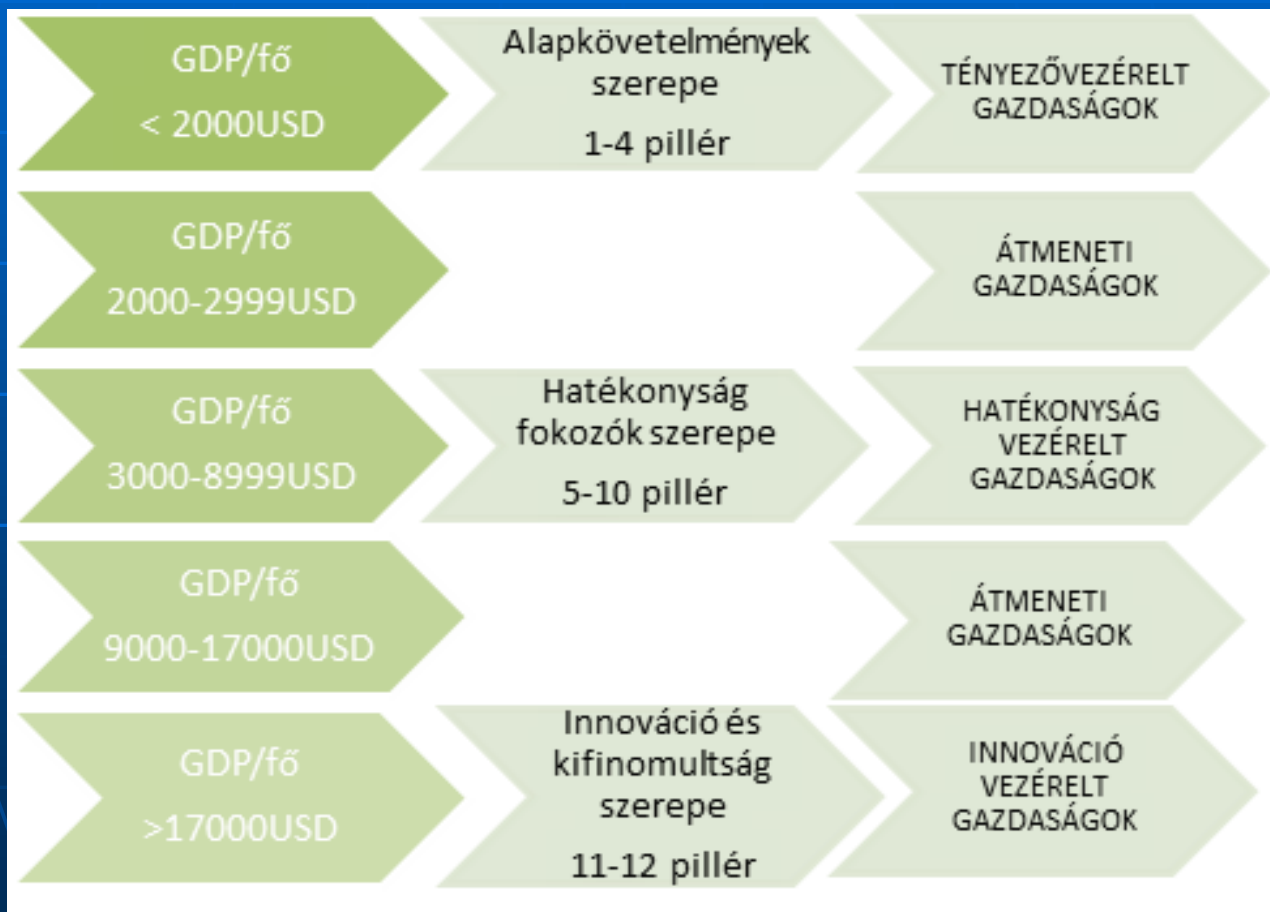 GDP/fő
< 2000USD
Alapkövetelmények
szerepe
1-4 pillér
TÉNYEZŐVEZÉRELT
GAZDASÁGOK
GDP/fő
2000-2999USD
ÁTMENETI
GAZDASÁGOK
GDP/fő
3000-8999USD
Hatékonyság
fokozók szerepe
5-10 pillér
HATÉKONYSÁG
VEZÉRELT
GAZDASÁGOK
GDP/fő
9000-17000USD
ÁTMENETI
GAZDASÁGOK
GDP/fő
>17000USD
Innováció és
kifinomultság
szerepe
11-12 pillér
INNOVÁCIÓ
VEZÉRELT
GAZDASÁGOK